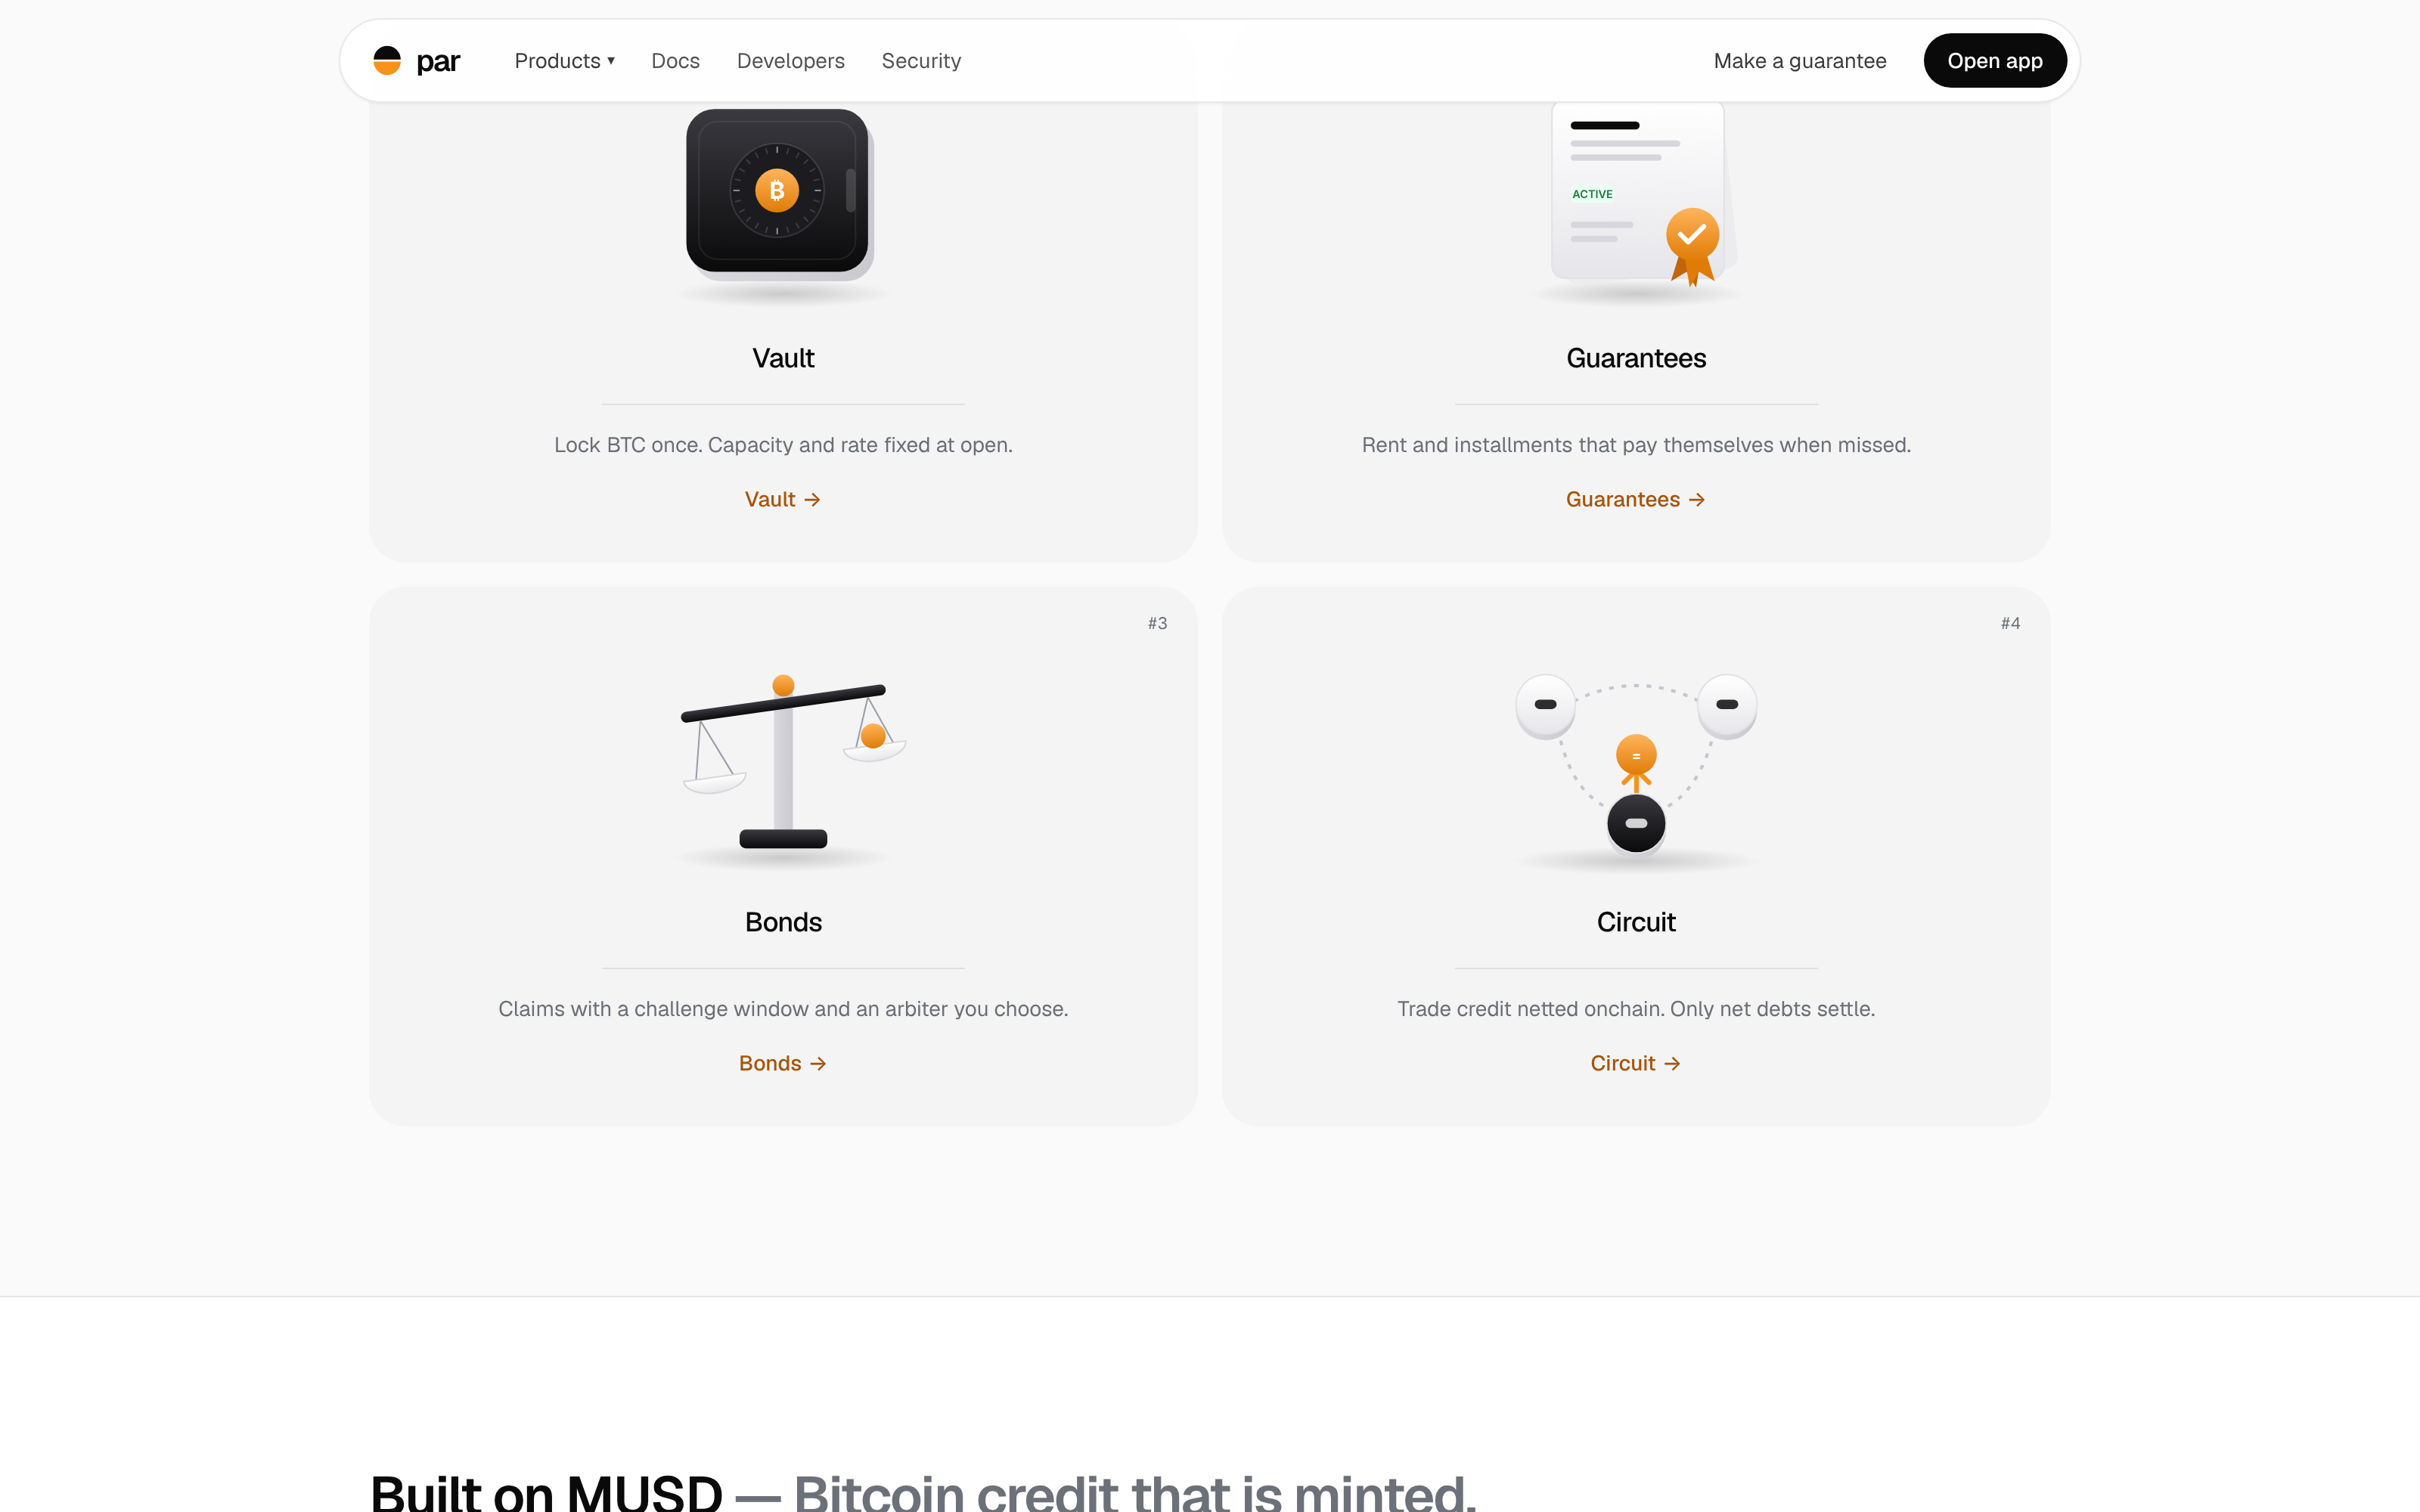 par
Products ▾
Docs
Developers
Security
Make a guarantee
Open app
ACTIVE
Vault
Lock BTC once. Capacity and rate fixed at open.
Vault →
Guarantees
Rent and installments that pay themselves when missed.
Guarantees →
#3
Bonds
Claims with a challenge window and an arbiter you choose.
Bonds →
#4
=
Circuit
Trade credit netted onchain. Only net debts settle.
Circuit →
Built on MUSD — Bitcoin credit that is minted,